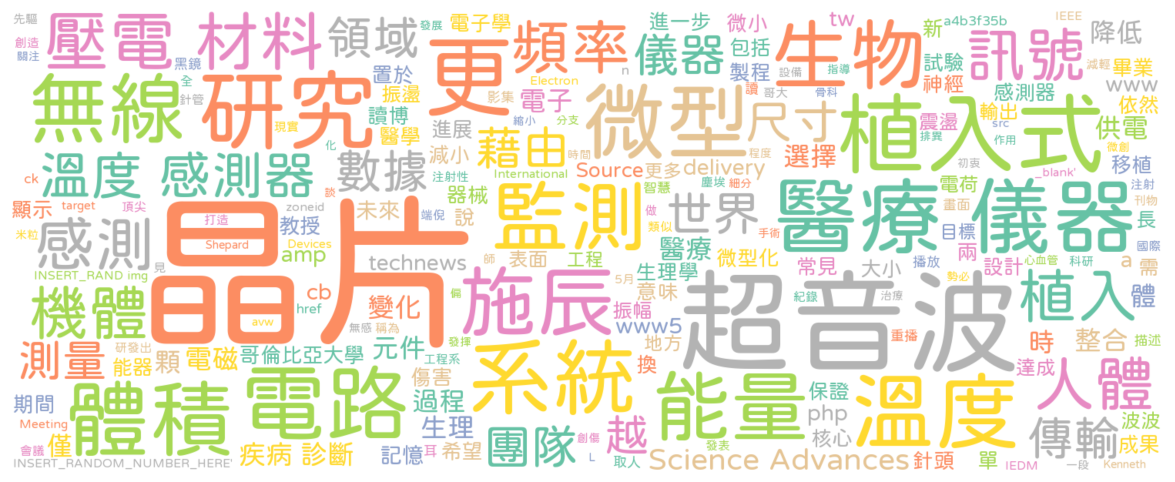 先驅
壓電 材料
領域
發展
電子學
更
頻率
進一步
微小
tw
新
a4b3f35b
IEEE
降低
創造
關注
黑鏡
全
針管
置於
振盪
讀博
醫學
影集
Electron
電子
n
儀器
包括
製程
設備
讀
哥大
指導
骨科
生物
訊號
試驗
神經
減輕
畢業
www
感測器
依然
無線
研究
現實
化
進展
縮小
分支
微型
尺寸
植入式
震盪
輸出
src
排異
作用
供電
微創
溫度 感測器
數據
減小
注射性
藉由
International
時間
程度
Source
更多
delivery
選擇
電荷
初衷
_blank'
移植
ck
target
頂尖
打造
zoneid
談
器械
智慧
塵埃
細分
畫面
注射
刊物
顯示
米粒
Shepard
教授
Devices
未來
端倪
說
監測
做
類似
世界
手術
醫療 儀器
目標
長
國際
感測
晶片
amp
見
technews
師
表面
工程
醫療
生理學
微型化
常見
大小
兩
設計
播放
心血管
科研
a
需
INSERT_RAND img
機體
href
cb
變化
avw
無感
稱為
偏
施辰
5月
意味
振幅
www5
地方
超音波
紀錄
治療
重播
勢必
植入
體
測量
研發出
能器
顆
電磁
哥倫比亞大學
元件
工程系
發揮
系統
換
時
整合
描述
達成
人體
期間
Meeting
會議
僅
體積
電路
傷害
過程
生理
記憶
耳
希望
團隊
創傷
L
越
發表
取人
能量
保證
php
核心
溫度
針頭
單
IEDM
傳輸
一段
波波
成果
Kenneth
INSERT_RANDOM_NUMBER_HERE'
疾病 診斷
Science Advances